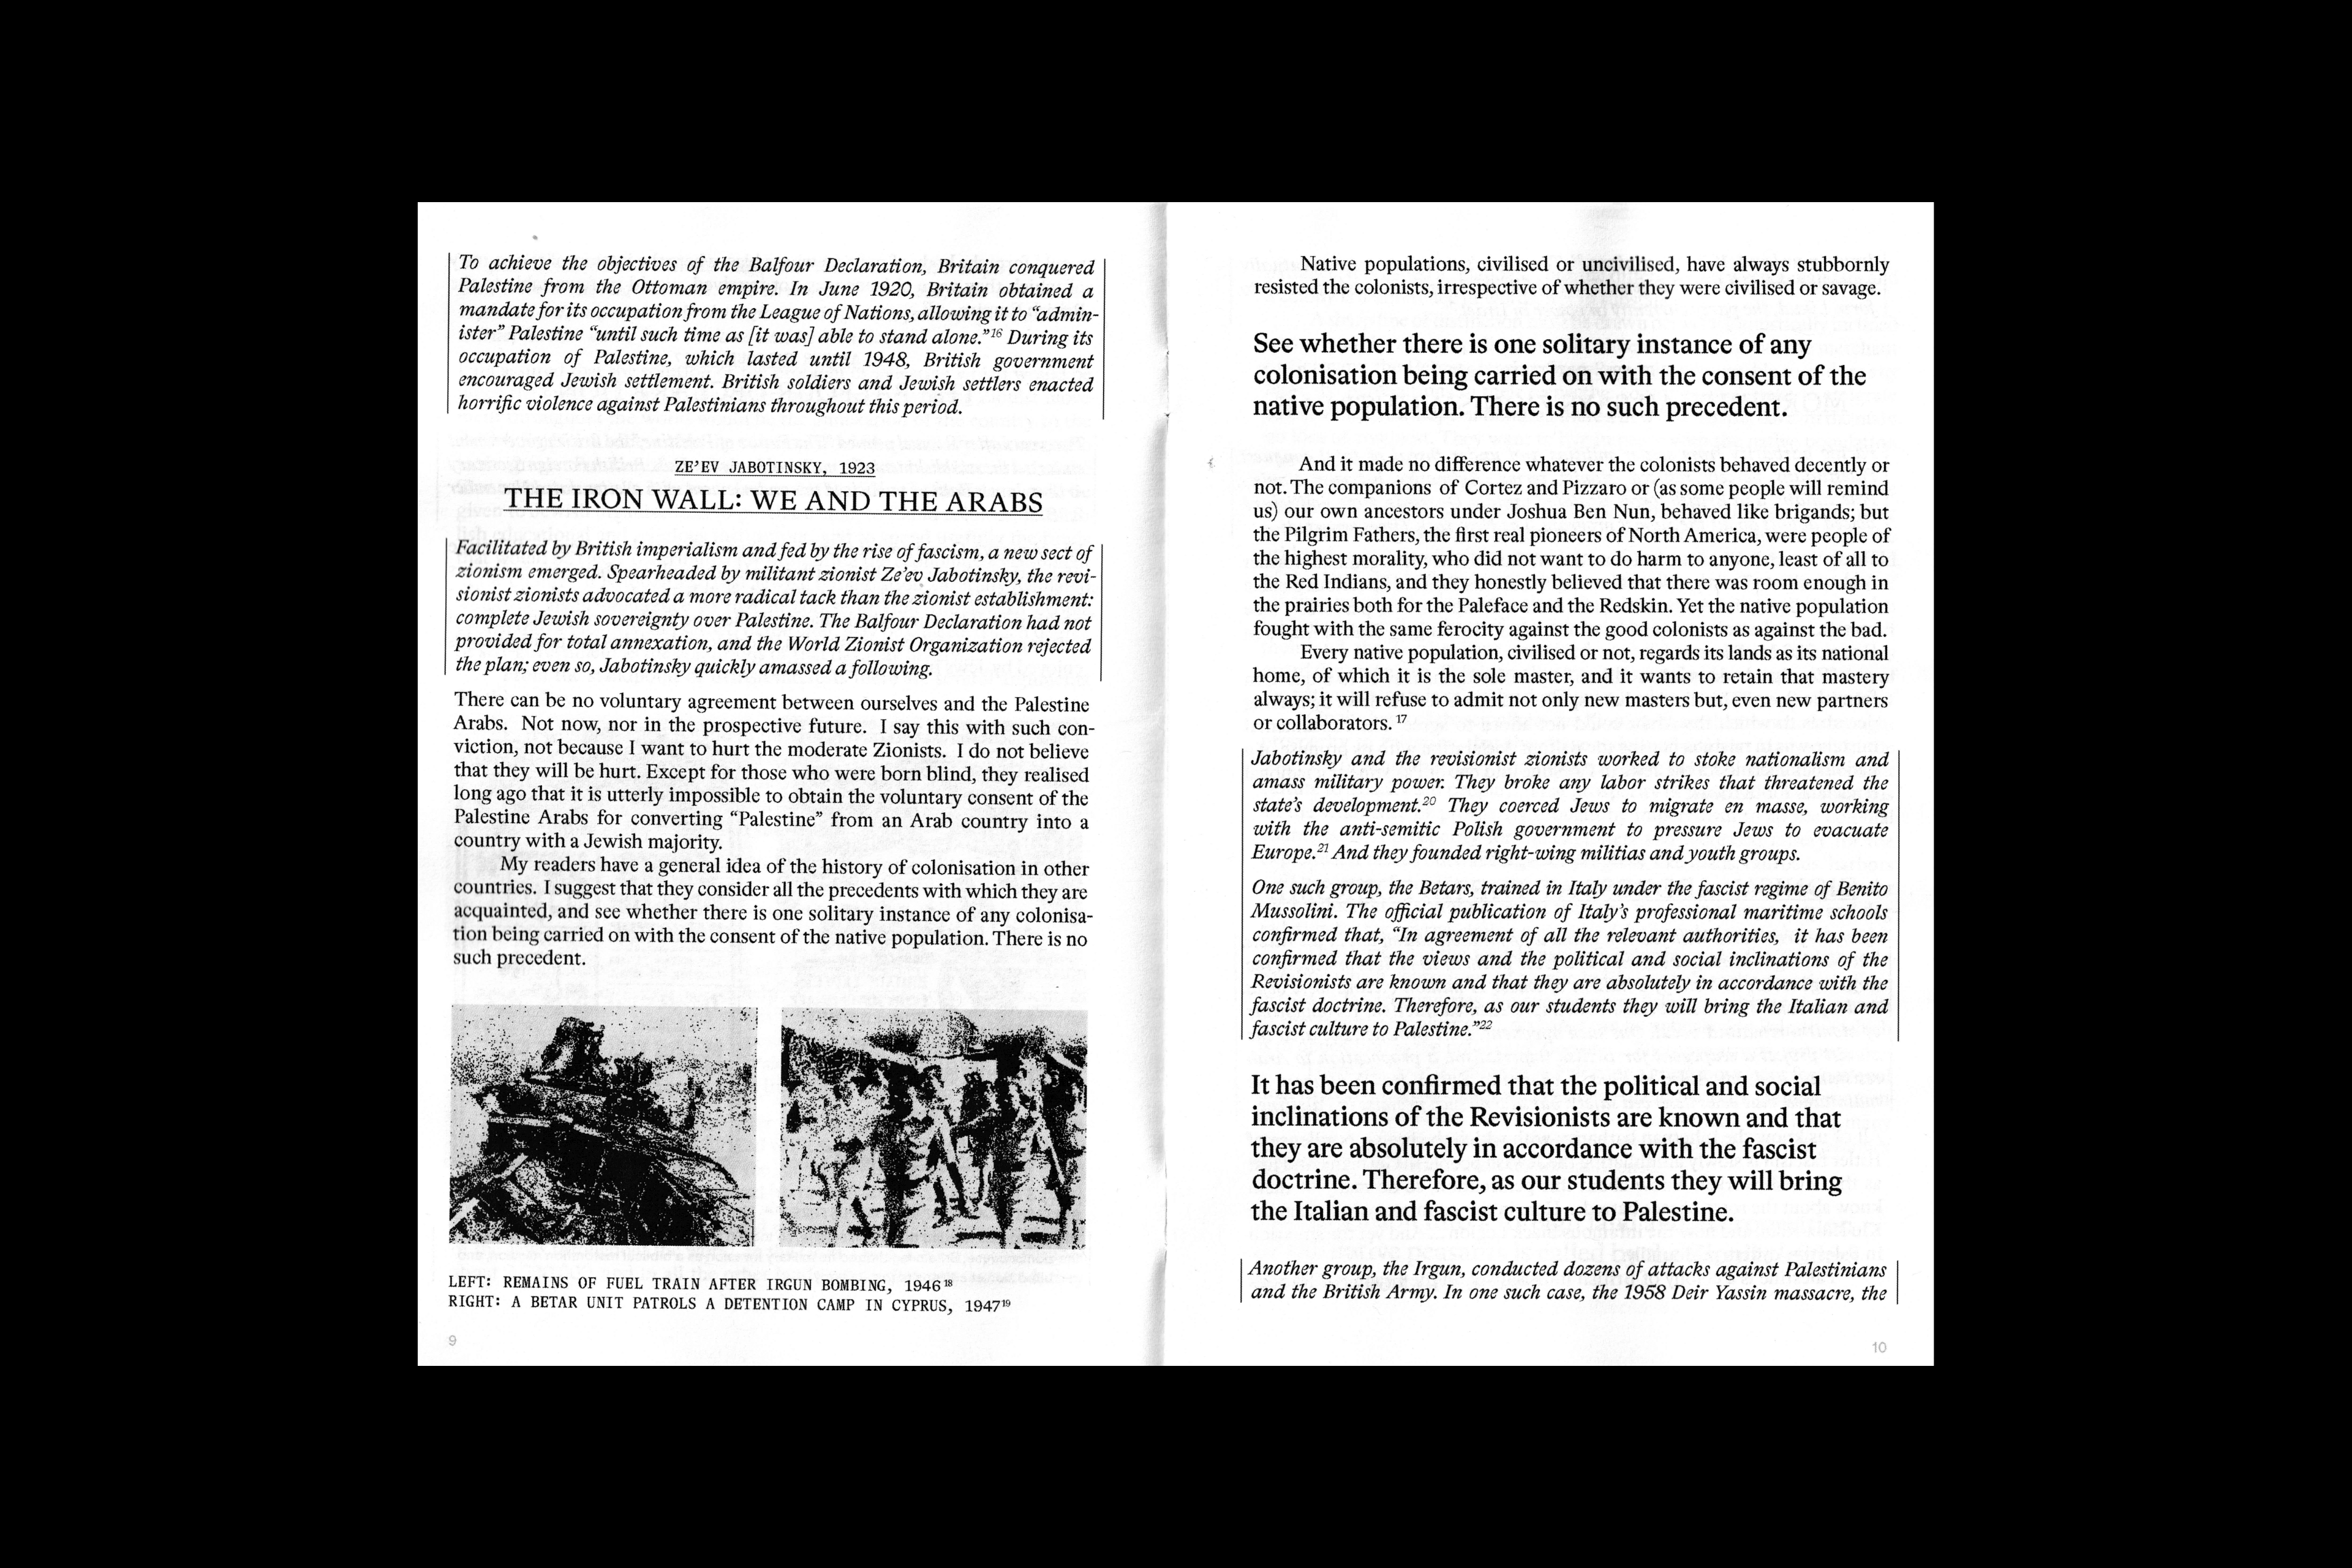 To achieve the objectives of the Balfour Declaration, Britain conquered
Palestine from the Ottoman empire. In June 1920, Britain obtained a
mandate for its occupation from the League of Nations, allowing it to “admin-
ister” Palestine “until such time as [it was] able to stand alone.”16 During its
occupation of Palestine, which lasted until 1948, British government
encouraged Jewish settlement. British soldiers and Jewish settlers enacted
horrific violence against Palestinians throughout this period.
ZE’EV JABOTINSKY, 1923
THE IRON WALL: WE AND THE ARABS
Facilitated by British imperialism and fed by the rise of fascism, a new sect of
zionism emerged. Spearheaded by militant zionist Ze’ev Jabotinsky, the revi-
sionist zionists advocated a more radical tack than the zionist establishment:
complete Jewish sovereignty over Palestine. The Balfour Declaration had not
provided for total annexation, and the World Zionist Organization rejected
the plan; even so, Jabotinsky quickly amassed a following.
There can be no voluntary agreement between ourselves and the Palestine
Arabs. Not now, nor in the prospective future. I say this with such con-
viction, not because I want to hurt the moderate Zionists. I do not believe
that they will be hurt. Except for those who were born blind, they realised
long ago that it is utterly impossible to obtain the voluntary consent of the
Palestine Arabs for converting “Palestine” from an Arab country into a
country with a Jewish majority.
My readers have a general idea of the history of colonisation in other
countries. I suggest that they consider all the precedents with which they are
acquainted, and see whether there is one solitary instance of any colonisa-
tion being carried on with the consent of the native population. There is no
such precedent.
LEFT: REMAINS OF FUEL TRAIN AFTER IRGUN BOMBING, 1946 18
RIGHT: A BETAR UNIT PATROLS A DETENTION CAMP IN CYPRUS, 194719
9
Native populations, civilised or uncivilised, have always stubbornly
resisted the colonists, irrespective of whether they were civilised or savage.
See whether there is one solitary instance of any
colonisation being carried on with the consent of the
native population. There is no such precedent.
And it made no difference whatever the colonists behaved decently or
not. The companions of Cortez and Pizzaro or (as some people will remind
us) our own ancestors under Joshua Ben Nun, behaved like brigands; but
the Pilgrim Fathers, the first real pioneers of North America, were people of
the highest morality, who did not want to do harm to anyone, least of all to
the Red Indians, and they honestly believed that there was room enough in
the prairies both for the Paleface and the Redskin. Yet the native population
fought with the same ferocity against the good colonists as against the bad.
Every native population, civilised or not, regards its lands as its national
home, of which it is the sole master, and it wants to retain that mastery
always; it will refuse to admit not only new masters but, even new partners
or collaborators. 17
Jabotinsky and the revisionist zionists worked to stoke nationalism and
amass military power. They broke any labor strikes that threatened the
state’s development.20 They coerced Jews to migrate en masse, working
with the anti-semitic Polish government to pressure Jews to evacuate
Europe.21 And they founded right-wing militias and youth groups.
One such group, the Betars, trained in Italy under the fascist regime of Benito
Mussolini. The official publication of Italy’s professional maritime schools
confirmed that, “In agreement of all the relevant authorities, it has been
confirmed that the views and the political and social inclinations of the
Revisionists are known and that they are absolutely in accordance with the
fascist doctrine. Therefore, as our students they will bring the Italian and
fascist culture to Palestine.”22
It has been confirmed that the political and social
inclinations of the Revisionists are known and that
they are absolutely in accordance with the fascist
doctrine. Therefore, as our students they will bring
the Italian and fascist culture to Palestine.
Another group, the Irgun, conducted dozens of attacks against Palestinians
and the British Army. In one such case, the 1958 Deir Yassin massacre, the
10